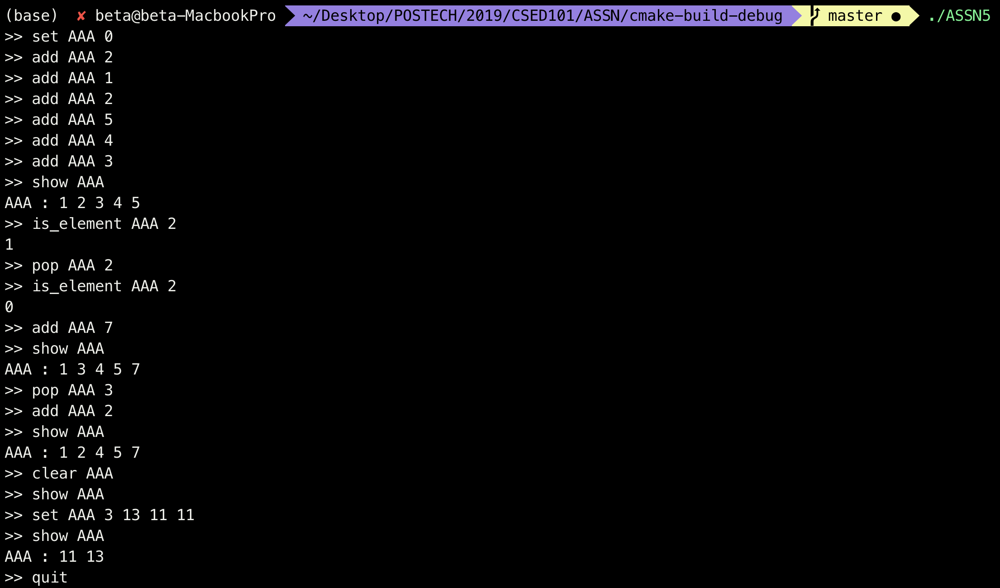 (base) ✘ beta@beta-MacbookPro ~/Desktop/POSTECH/2019/CSED101/ASSN/cmake-build-debug master ● ./ASSN5
>> set AAA 0
>> add AAA 2
>> add AAA 1
>> add AAA 2
>> add AAA 5
>> add AAA 4
>> add AAA 3
>> show AAA
AAA : 1 2 3 4 5
>> is_element AAA 2
1
>> pop AAA 2
>> is_element AAA 2
0
>> add AAA 7
>> show AAA
AAA : 1 3 4 5 7
>> pop AAA 3
>> add AAA 2
>> show AAA
AAA : 1 2 4 5 7
>> clear AAA
>> show AAA
>> set AAA 3 13 11 11
>> show AAA
AAA : 11 13
>> quit